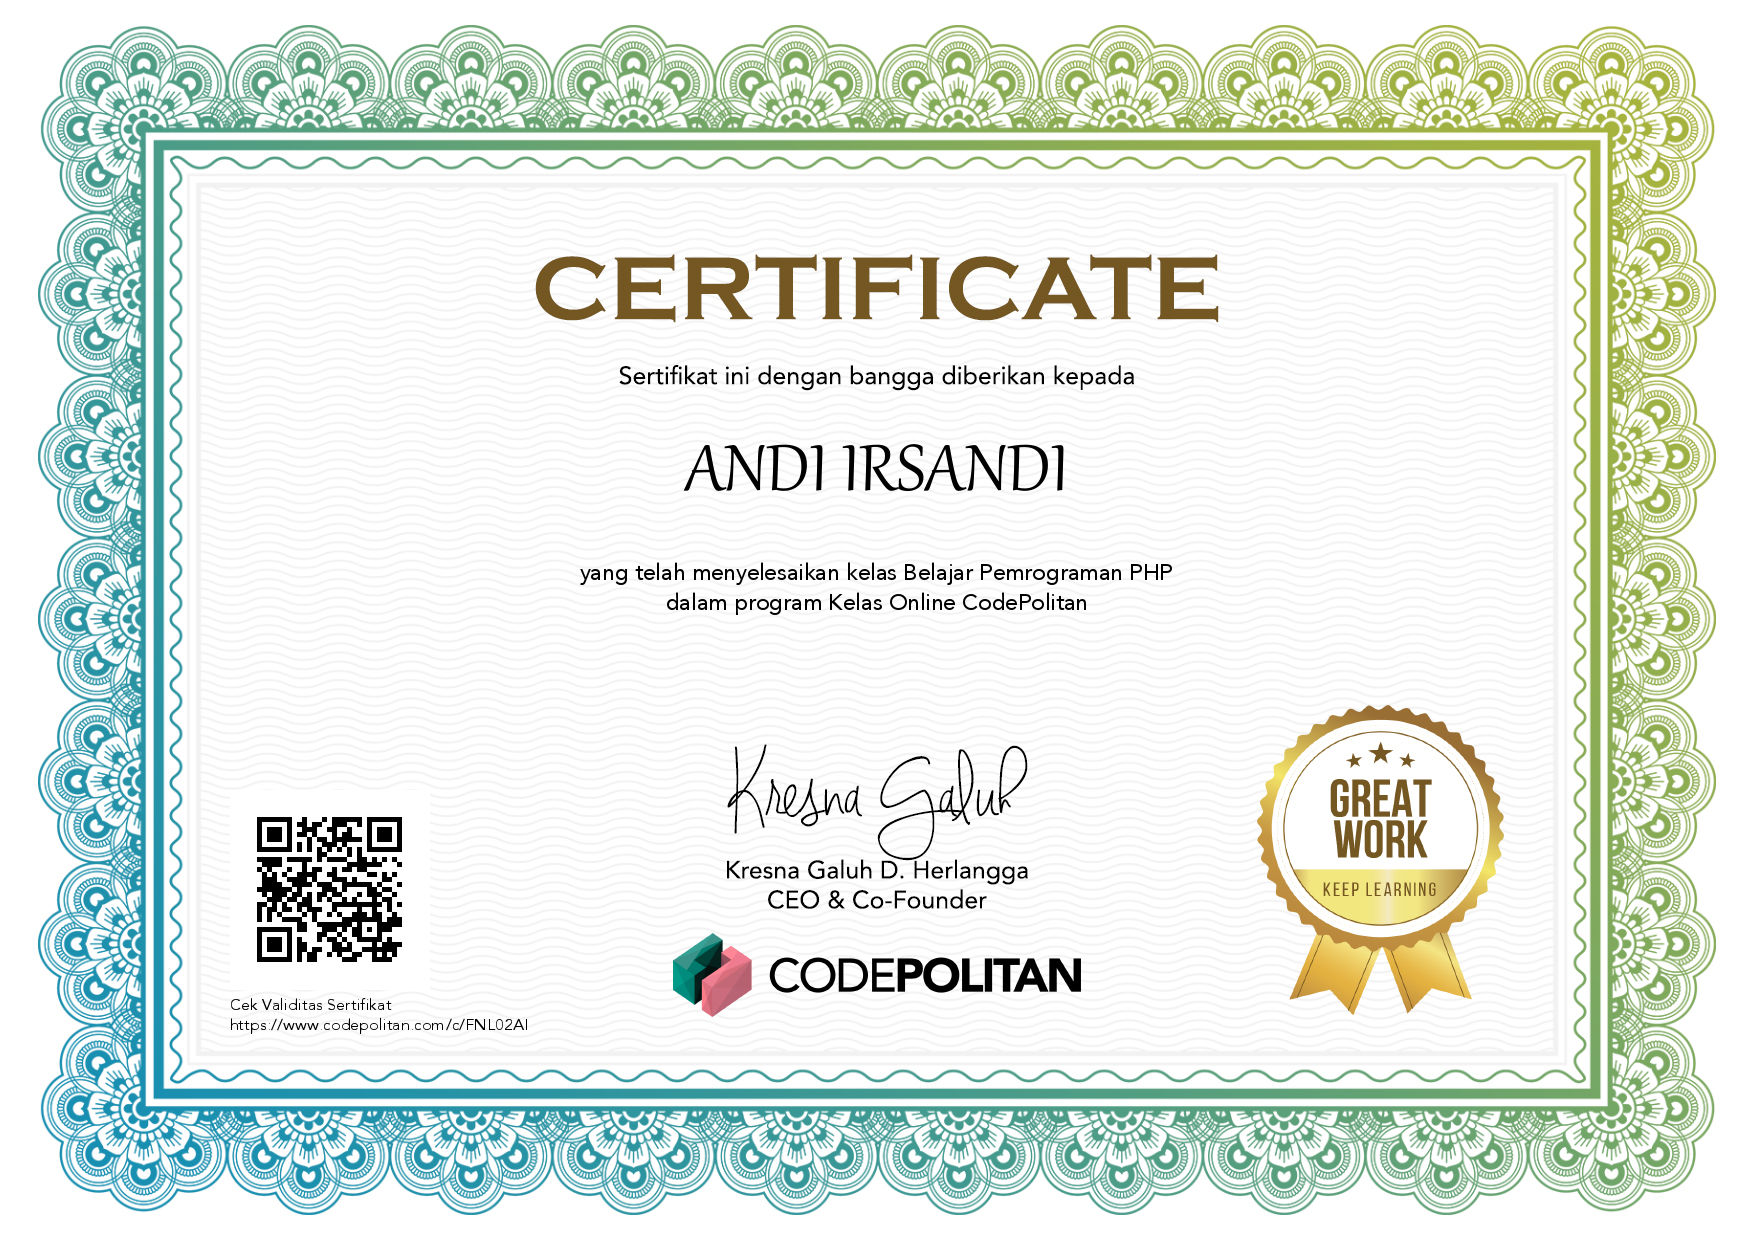 CERTIFICATE
Sertifikat ini dengan bangga diberikan kepada
ANDI IRSANDI
yang telah menyelesaikan kelas Belajar Pemrograman PHP
dalam program Kelas Online CodePolitan
Kresna Galuh
Kresna Galuh D. Herlangga
CEO & Co-Founder
CODEPOLITAN
GREAT
WORK
KEEP LEARNING
Cek Validitas Sertifikat
https://www.codepolitan.com/c/FNL02AI